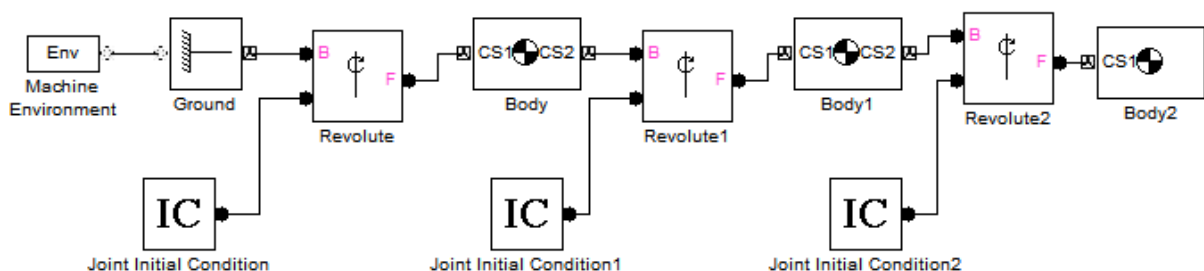 Env
Machine
Environment
Ground
B
F
Revolute
CS1 CS2
Body
B
F
Revolute1
CS1 CS2
Body1
B
F
Revolute2
CS1
Body2
IC
Joint Initial Condition
IC
Joint Initial Condition1
IC
Joint Initial Condition2